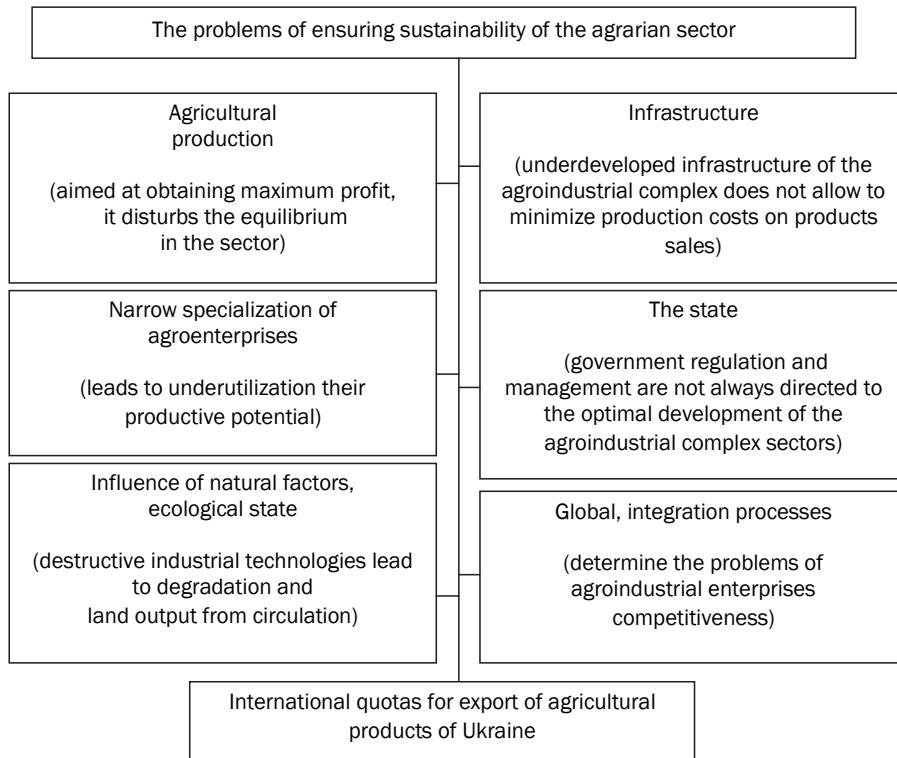 The problems of ensuring sustainability of the agrarian sector
Agricultural
production
(aimed at obtaining maximum profit,
it disturbs the equilibrium
in the sector)
Infrastructure
(underdeveloped infrastructure of the
agroindustrial complex does not allow to
minimize production costs on products
sales)
Narrow specialization of
agroenterprises
(leads to underutilization their
productive potential)
The state
(government regulation and
management are not always directed to
the optimal development of the
agroindustrial complex sectors)
Influence of natural factors,
ecological state
(destructive industrial technologies lead
to degradation and
land output from circulation)
Global, integration processes
(determine the problems of
agroindustrial enterprises
competitiveness)
International quotas for export of agricultural
products of Ukraine